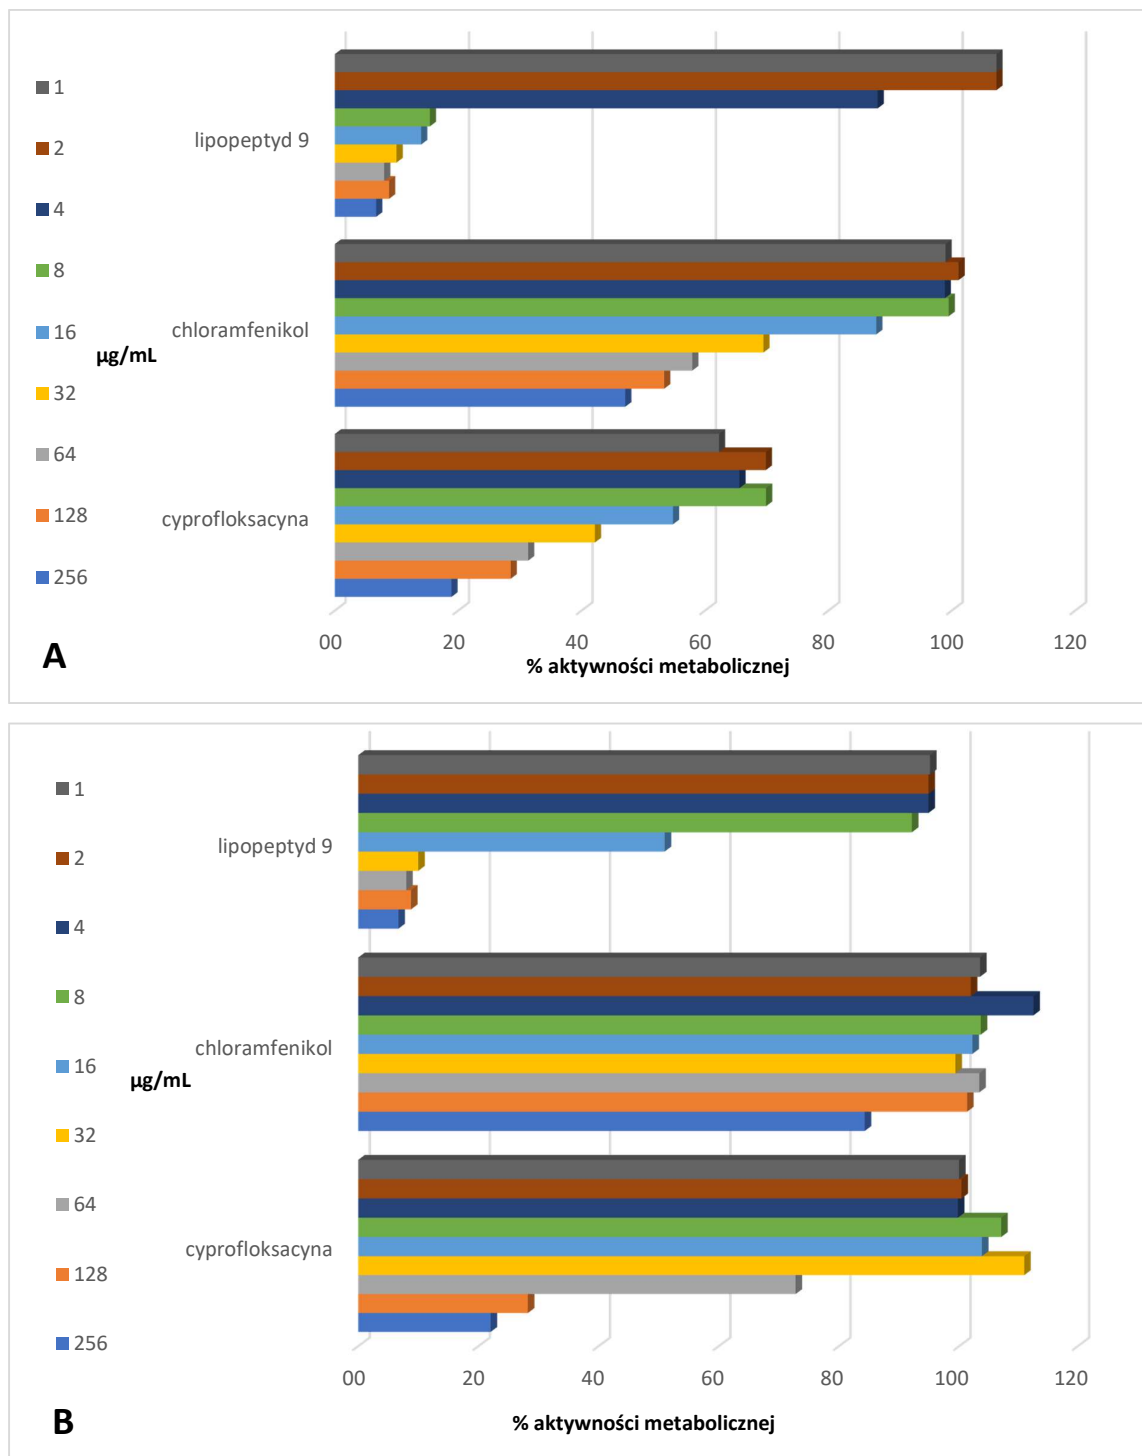 1
2
4
8
16
µg/mL
32
64
128
256
lipopeptyd 9
chloramfenikol
cyprofloksacyna
00 20 40 60 80 100 120
% aktywności metabolicznej
A
1
2
4
8
16
µg/mL
32
64
128
256
lipopeptyd 9
chloramfenikol
cyprofloksacyna
00 20 40 60 80 100 120
% aktywności metabolicznej
B